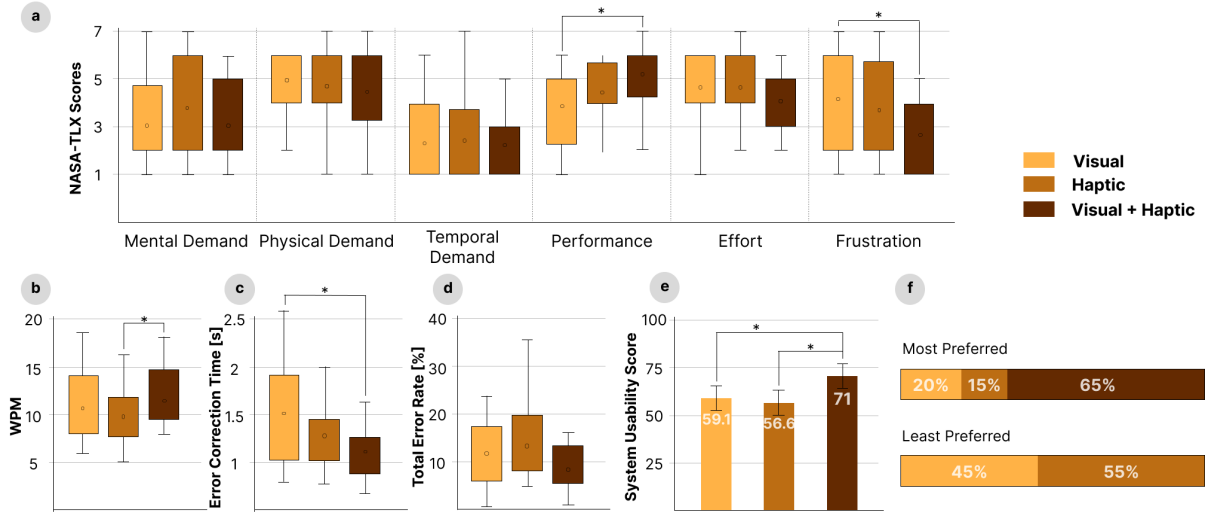 a
NASA-TLX Scores
7
5
3
1
*
*
Mental Demand
Physical Demand
Temporal
Demand
Performance
Effort
Frustration
Visual
Haptic
Visual + Haptic
b
WPM
20
15
10
5
*
c
Error Correction Time [s]
2.5
2
1.5
1
*
d
Total Error Rate [%]
40
30
20
10
e
System Usability Score
100
75
50
25
*
*
59.1
56.6
71
f
Most Preferred
20% 15% 65%
Least Preferred
45% 55%